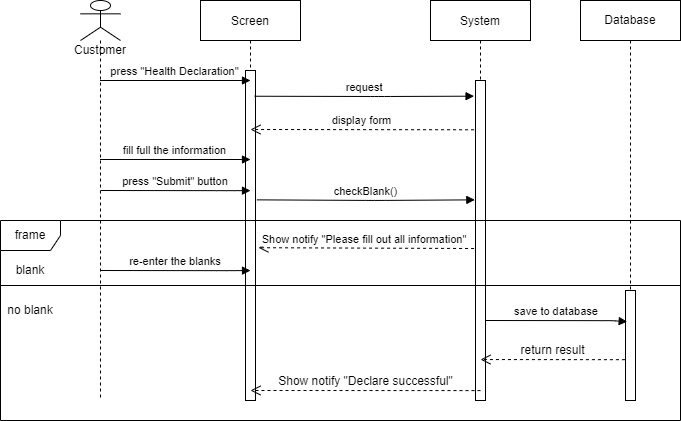 Screen
System
Database
Customer
press "Health Declaration"
request
display form
fill full the information
press "Submit" button
checkBlank()
frame
Show notify "Please fill out all information"
blank
re-enter the blanks
no blank
save to database
return result
Show notify "Declare successful"